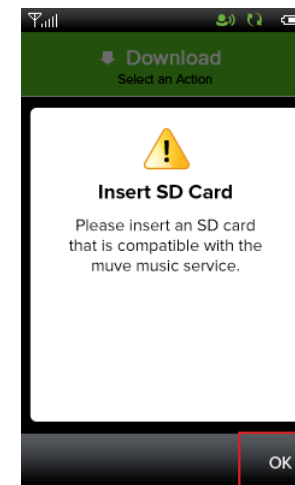 Download
Select an Action
Insert SD Card
Please insert an SD card
that is compatible with the
muve music service.
OK